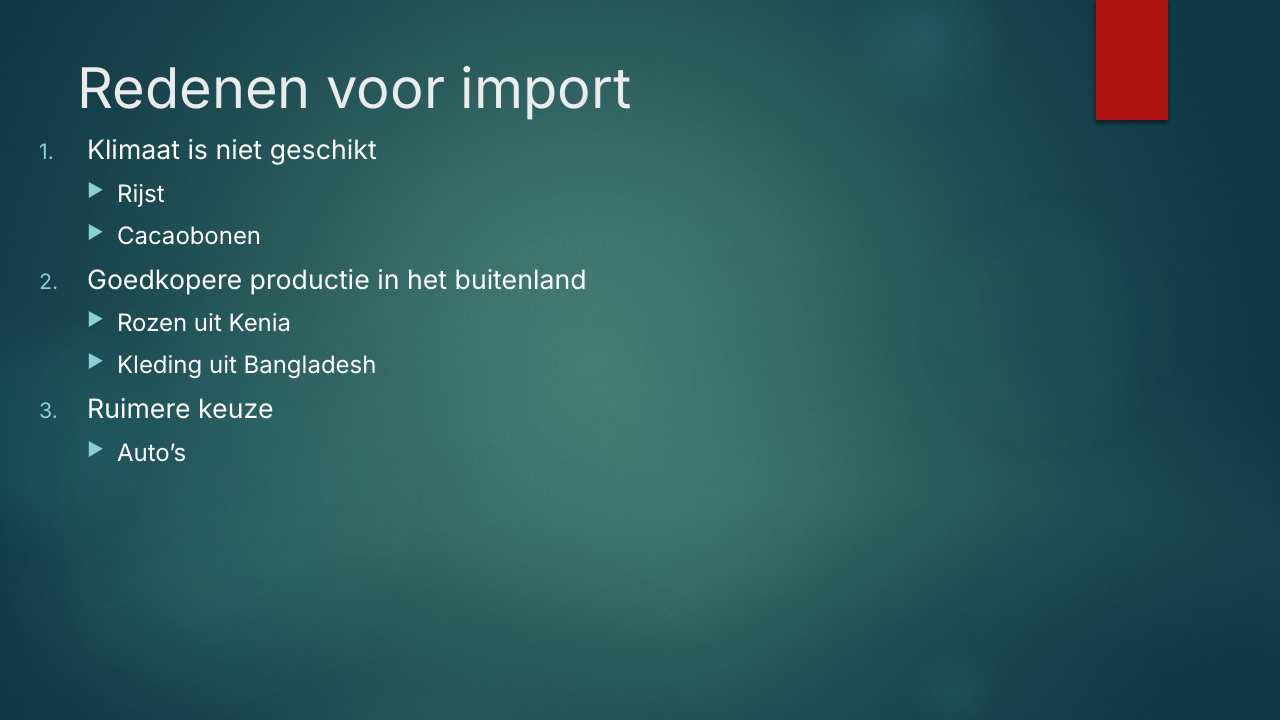 Redenen voor import
1. Klimaat is niet geschikt
Rijst
Cacaobonen
2. Goedkopere productie in het buitenland
Rozen uit Kenia
Kleding uit Bangladesh
3. Ruimere keuze
Auto’s